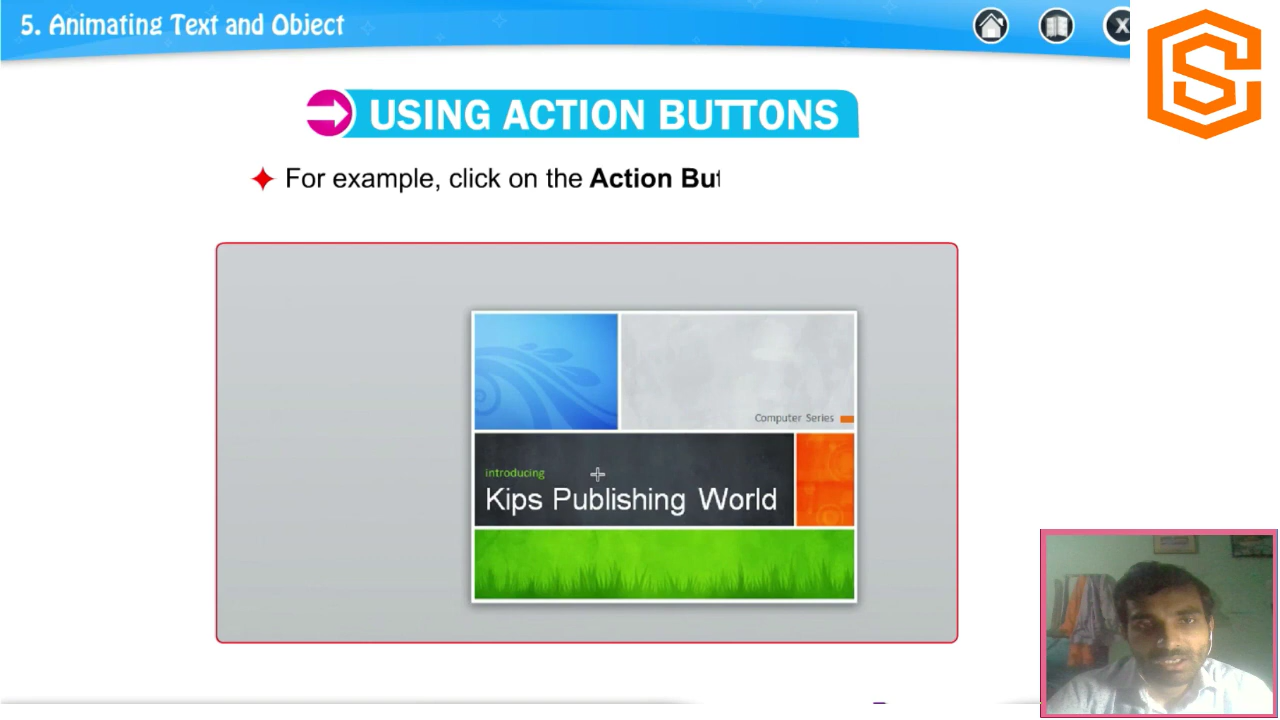 5. Animating Text and Object
X
USING ACTION BUTTONS
For example, click on the Action But
Computer Series
introducing
Kips Publishing World